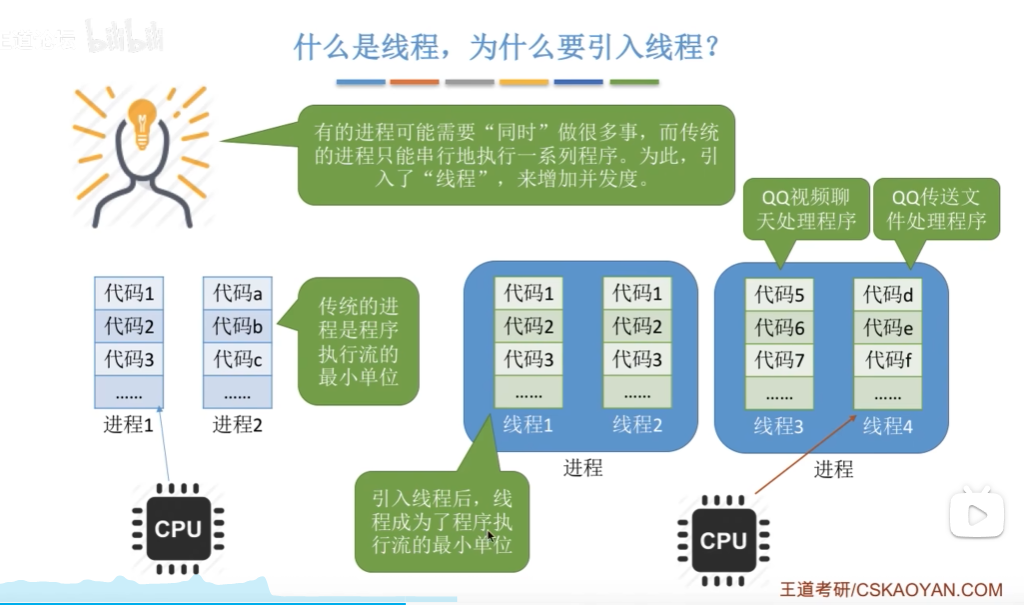 bilibili
什么是线程，为什么要引入线程？
有的进程可能需要“同时”做很多事，而传统
的进程只能串行地执行一系列程序。为此，引
入了“线程”，来增加并发度。
QQ视频聊
天处理程序
QQ传送文
件处理程序
代码1
代码2
代码3
……
进程1
代码a
代码b
代码c
……
进程2
传统的进
程是程序
执行流的
最小单位
代码1
代码2
代码3
……
线程1
代码1
代码2
代码3
……
线程2
进程
代码5
代码6
代码7
……
线程3
代码d
代码e
代码f
……
线程4
进程
引入线程后，线
程成为了程序执
行流的最小单位
CPU
CPU
王道考研/CSKAOYAN.COM